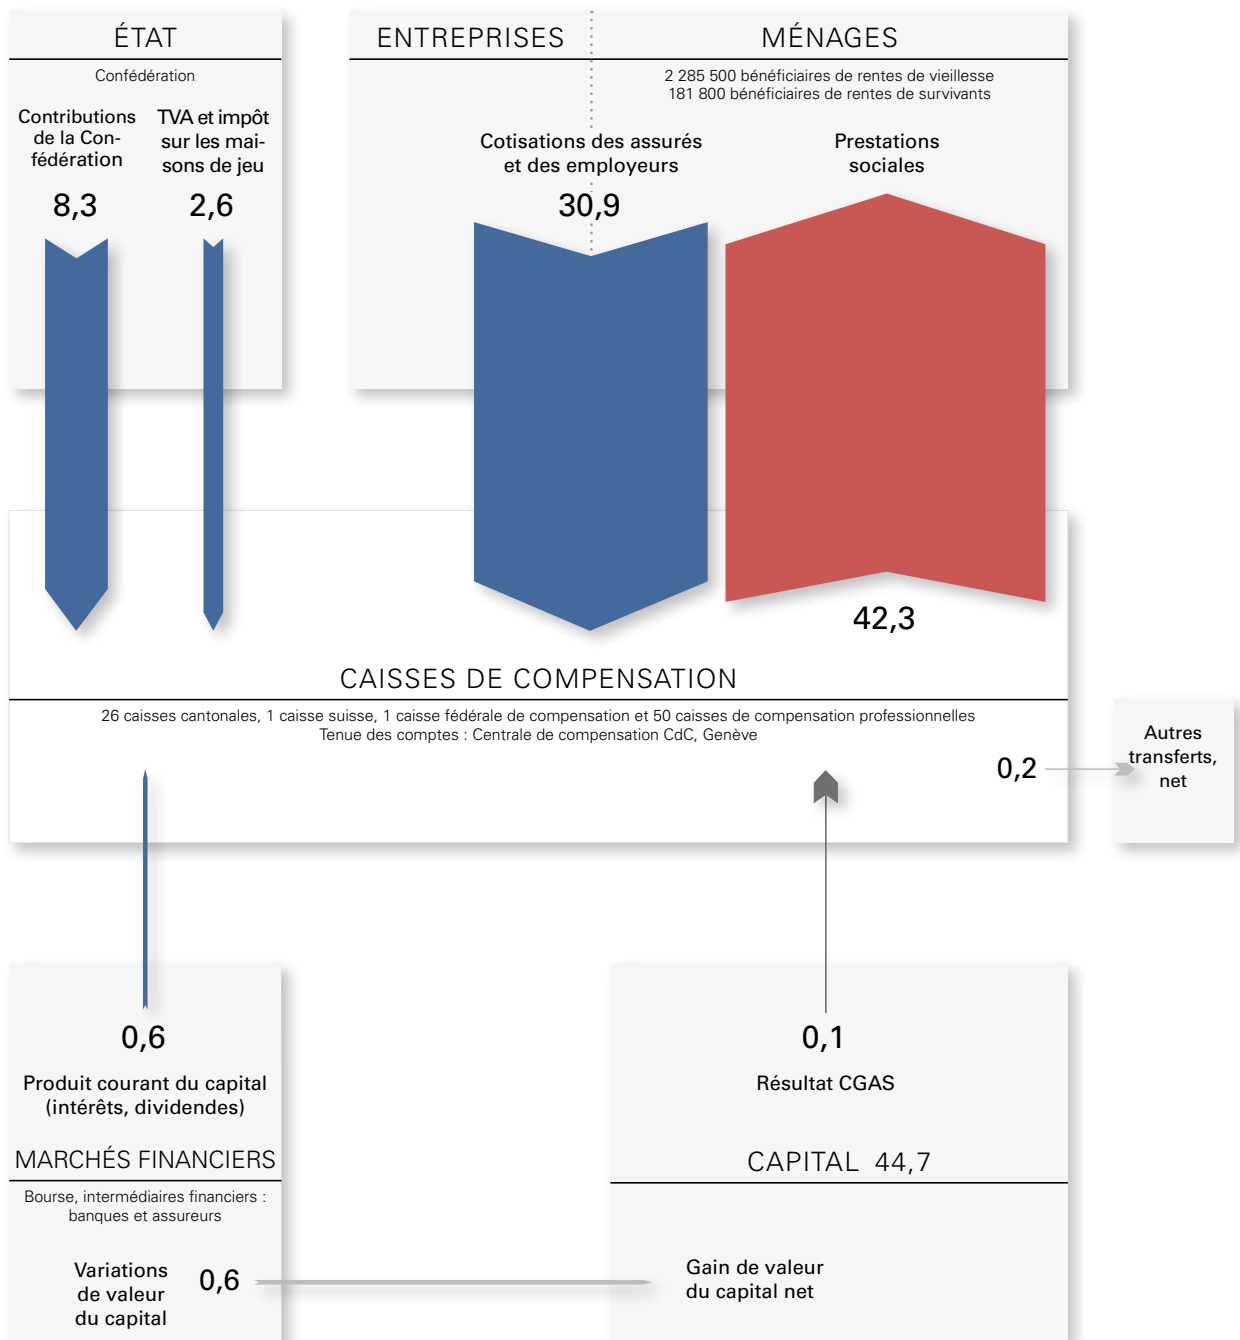 ÉTAT
Confédération
Contributions
de la Con-
fédération
8,3
TVA et impôt
sur les mai-
sons de jeu
2,6
ENTREPRISES
MÉNAGES
2 285 500 bénéficiaires de rentes de vieillesse
181 800 bénéficiaires de rentes de survivants
Cotisations des assurés
et des employeurs
30,9
Prestations
sociales
42,3
CAISSES DE COMPENSATION
26 caisses cantonales, 1 caisse suisse, 1 caisse fédérale de compensation et 50 caisses de compensation professionnelles
Tenue des comptes : Centrale de compensation CdC, Genève
0,2
Autres
transferts,
net
0,6
Produit courant du capital
(intérêts, dividendes)
MARCHÉS FINANCIERS
Bourse, intermédiaires financiers :
banques et assureurs
Variations
de valeur
du capital
0,6
0,1
Résultat CGAS
CAPITAL 44,7
Gain de valeur
du capital net